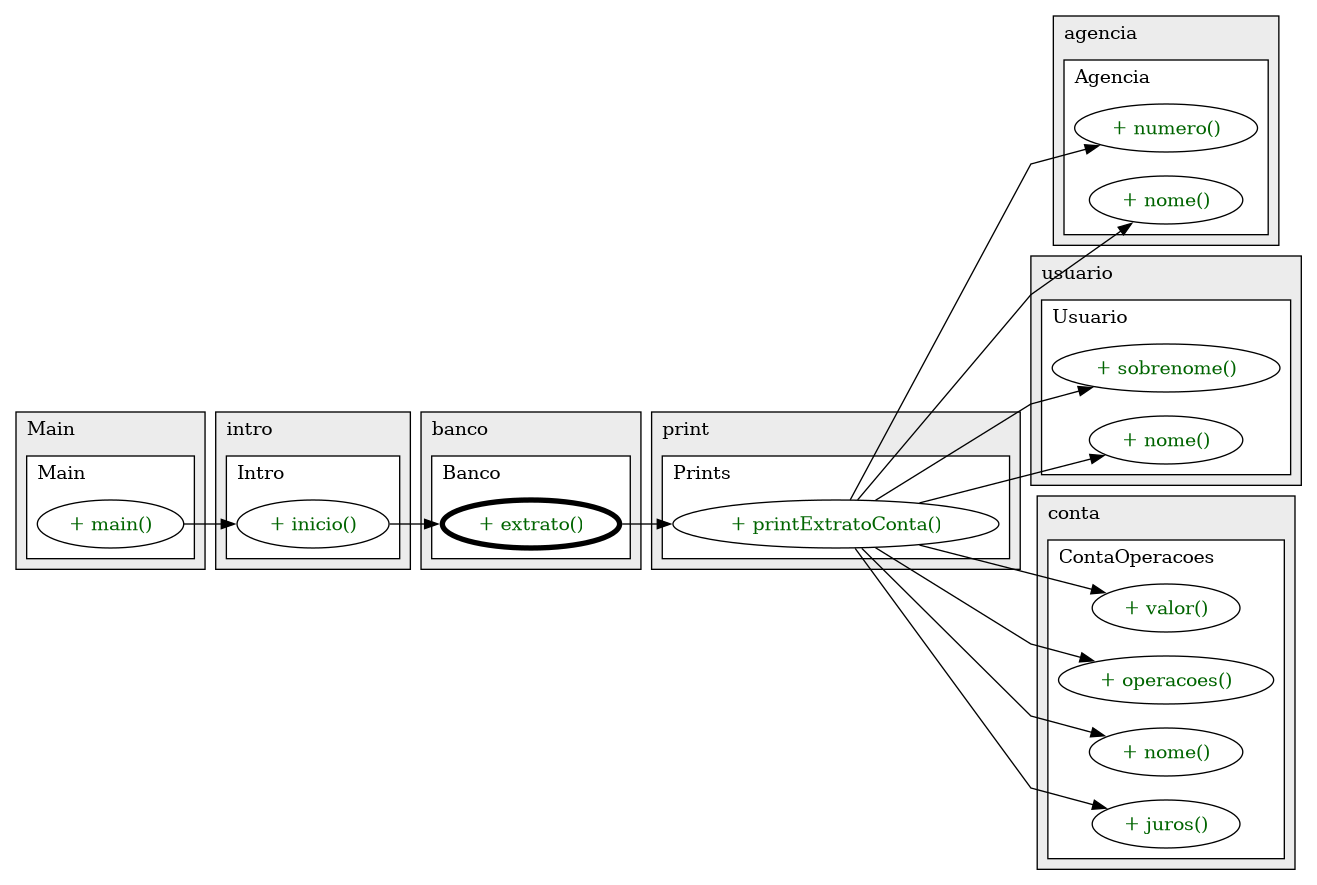 Main
Main
+ main()
intro
Intro
+ inicio()
banco
Banco
+ extrato()
print
Prints
+ printExtratoConta()
agencia
Agencia
+ numero()
+ nome()
usuario
Usuario
+ sobrenome()
+ nome()
conta
ContaOperacoes
+ valor()
+ operacoes()
+ nome()
+ juros()